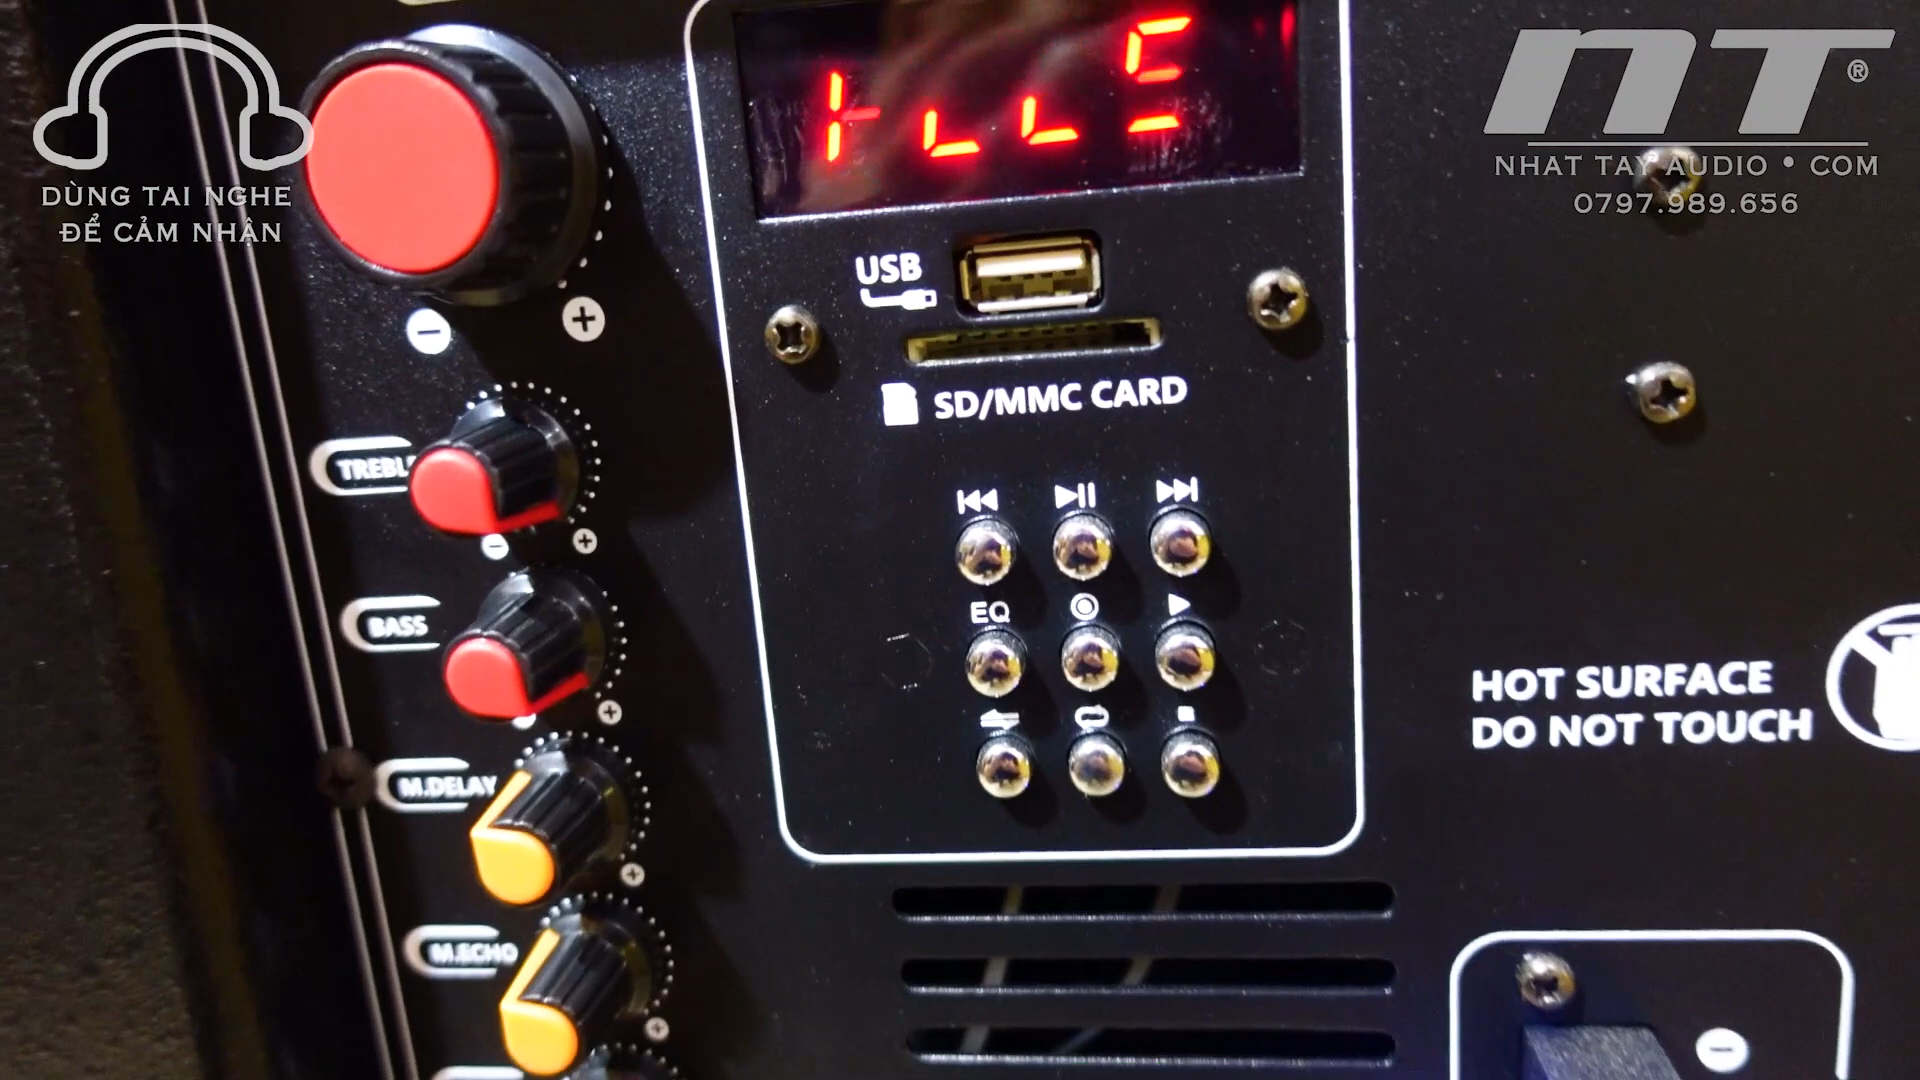 DÙNG TAI NGHE
ĐỂ CẢM NHẬN
NT®
NHAT TAY AUDIO • COM
0797.989.656
USB
SD/MMC CARD
EQ
TREBLE
BASS
M.DELAY
M.ECHO
HOT SURFACE
DO NOT TOUCH